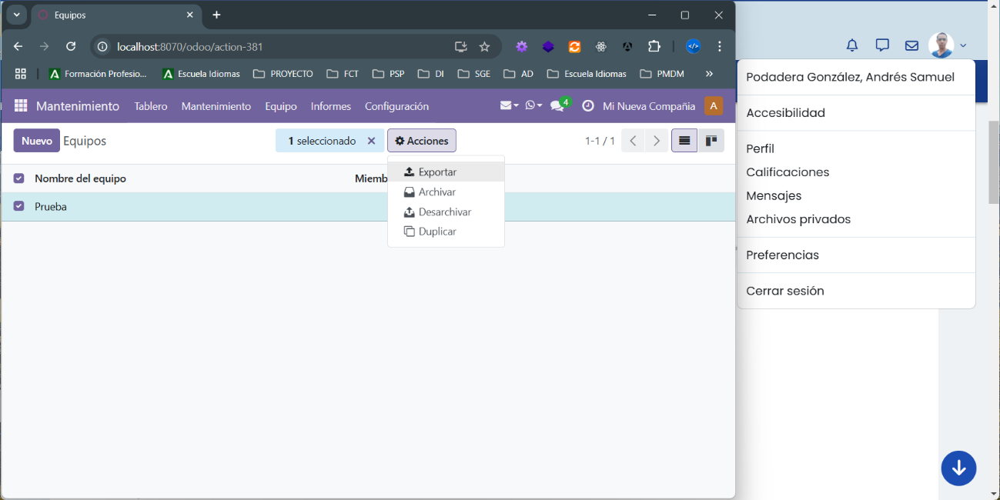 Equipos
localhost:8070/odoo/action-381
Formación Profesio...
Escuela Idiomas
PROYECTO
FCT
PSP
DI
SGE
AD
Escuela Idiomas
PMDM
»
Mantenimiento
Tablero
Mantenimiento
Equipo
Informes
Configuración
4
Mi Nueva Compañia
A
Nuevo
Equipos
1 seleccionado
Acciones
1-1 / 1
Nombre del equipo
Miemb
Prueba
Exportar
Archivar
Desarchivar
Duplicar
Podadera González, Andrés Samuel
Accesibilidad
Perfil
Calificaciones
Mensajes
Archivos privados
Preferencias
Cerrar sesión